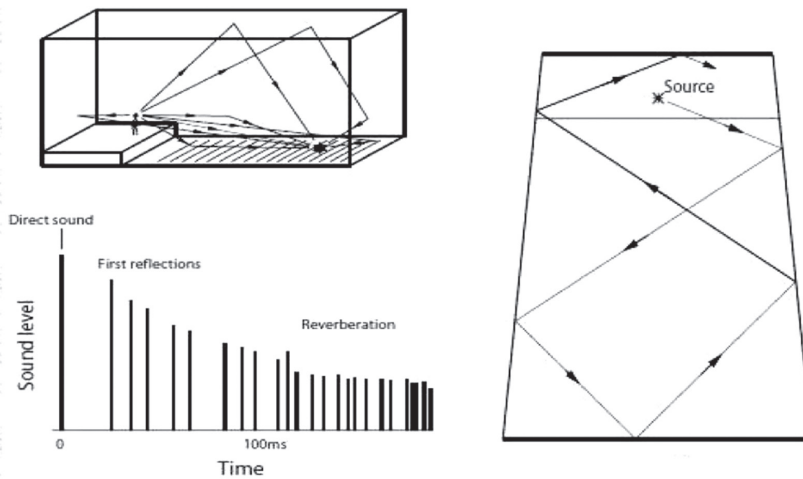 Source
Direct sound
First reflections
Reverberation
Sound level
0
100ms
Time